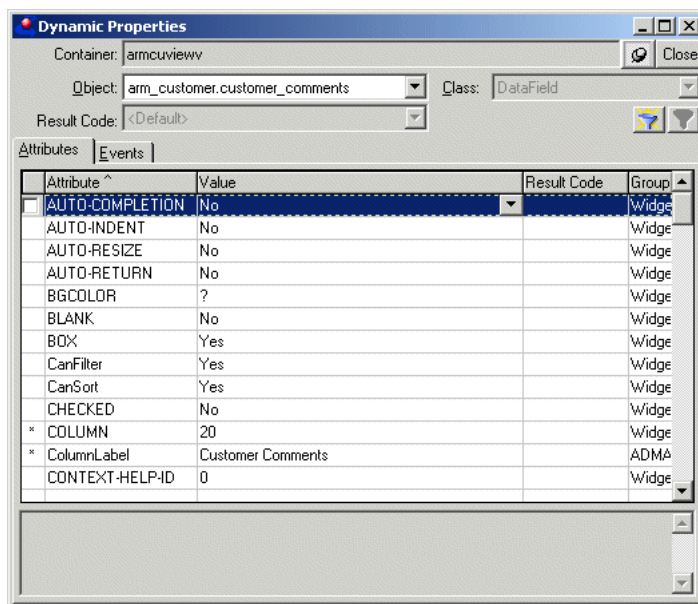 Dynamic Properties
Container: armcuviewv Close
Object: arm_customer.customer_comments Class: DataField
Result Code: <Default>
Attributes Events
Attribute ^ Value Result Code Group
AUTO-COMPLETION No Widge
AUTO-INDENT No Widge
AUTO-RESIZE No Widge
AUTO-RETURN No Widge
BGCOLOR ? Widge
BLANK No Widge
BOX Yes Widge
CanFilter Yes Widge
CanSort Yes Widge
CHECKED No Widge
* COLUMN 20 Widge
* ColumnLabel Customer Comments ADMA
CONTEXT-HELP-ID 0 Widge